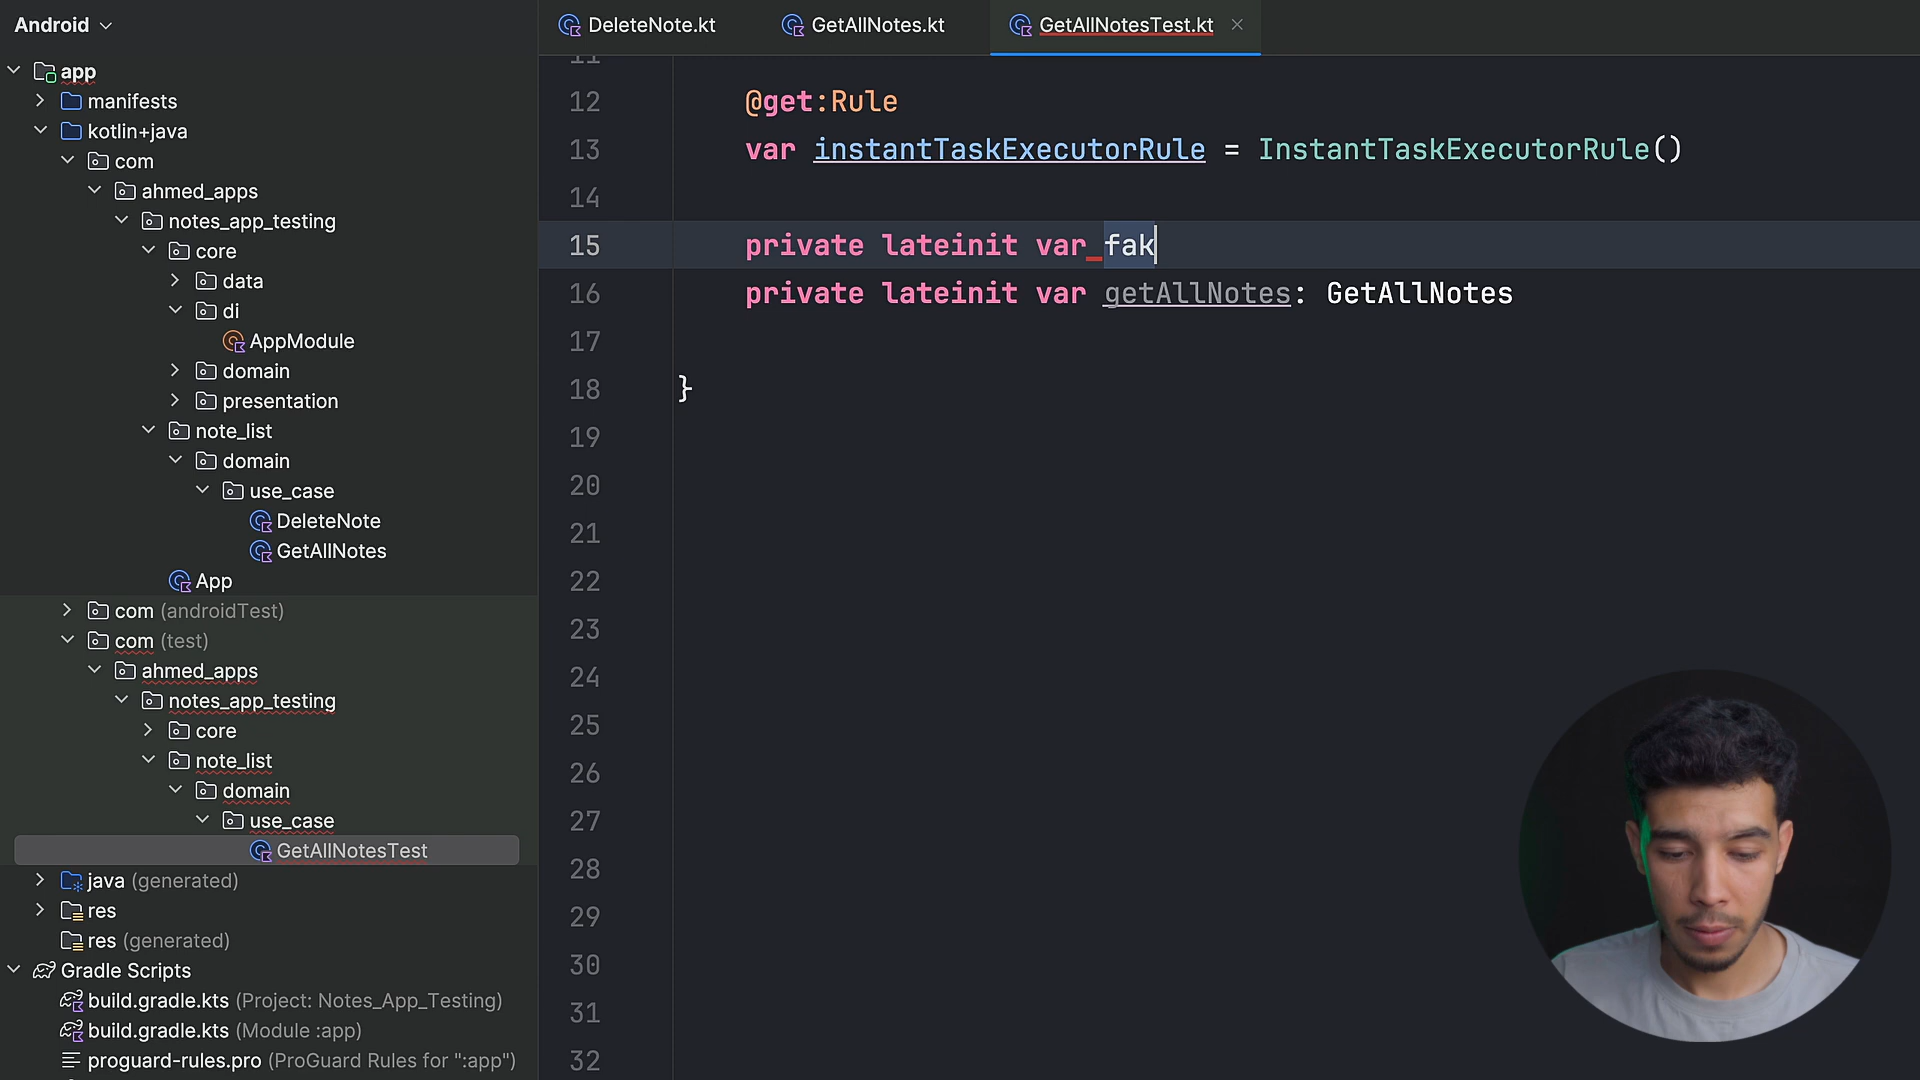 Android
app
manifests
kotlin+java
com
ahmed_apps
notes_app_testing
core
data
di
AppModule
domain
presentation
note_list
domain
use_case
DeleteNote
GetAllNotes
App
com (androidTest)
com (test)
ahmed_apps
notes_app_testing
core
note_list
domain
use_case
GetAllNotesTest
java (generated)
res
res (generated)
Gradle Scripts
build.gradle.kts (Project: Notes_App_Testing)
build.gradle.kts (Module :app)
proguard-rules.pro (ProGuard Rules for ":app")
DeleteNote.kt GetAllNotes.kt GetAllNotesTest.kt
11
12 @get:Rule
13 var instantTaskExecutorRule = InstantTaskExecutorRule()
14
15 private lateinit var fak
16 private lateinit var getAllNotes: GetAllNotes
17
18 }
19
20
21
22
23
24
25
26
27
28
29
30
31
32